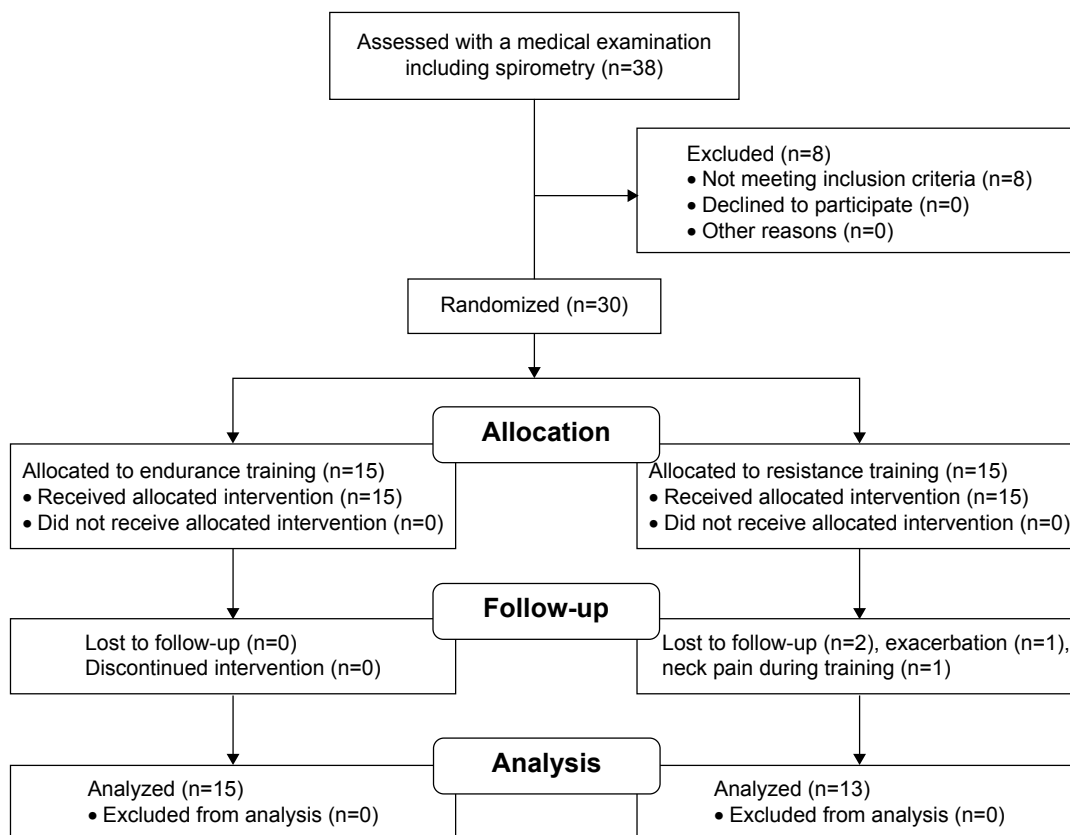 Assessed with a medical examination
including spirometry (n=38)
Excluded (n=8)
• Not meeting inclusion criteria (n=8)
• Declined to participate (n=0)
• Other reasons (n=0)
Randomized (n=30)
Allocation
Allocated to endurance training (n=15)
• Received allocated intervention (n=15)
• Did not receive allocated intervention (n=0)
Allocated to resistance training (n=15)
• Received allocated intervention (n=15)
• Did not receive allocated intervention (n=0)
Follow-up
Lost to follow-up (n=0)
Discontinued intervention (n=0)
Lost to follow-up (n=2), exacerbation (n=1),
neck pain during training (n=1)
Analysis
Analyzed (n=15)
• Excluded from analysis (n=0)
Analyzed (n=13)
• Excluded from analysis (n=0)